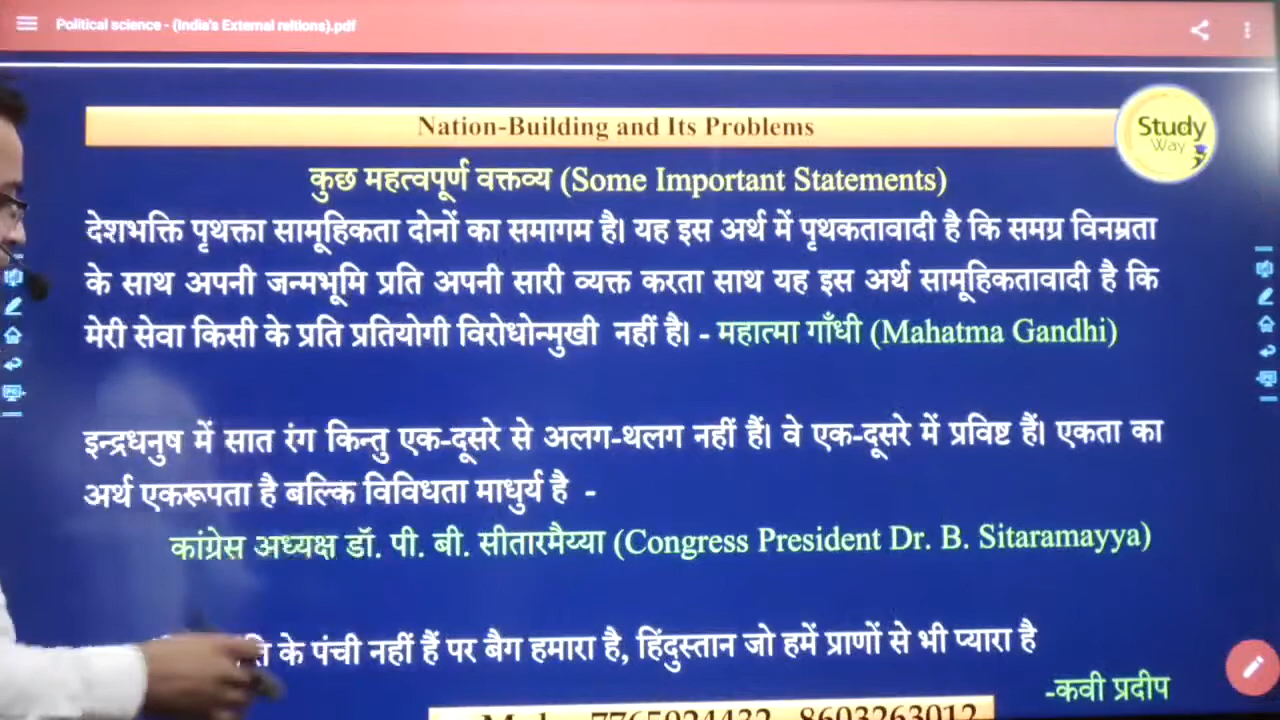 Political science - (India's External reltions).pdf
Nation-Building and Its Problems
Study
Way
कुछ महत्वपूर्ण वक्तव्य (Some Important Statements)
देशभक्ति पृथक्ता सामूहिकता दोनों का समागम है। यह इस अर्थ में पृथकतावादी है कि समग्र विनम्रता
के साथ अपनी जन्मभूमि प्रति अपनी सारी व्यक्त करता साथ यह इस अर्थ सामूहिकतावादी है कि
मेरी सेवा किसी के प्रति प्रतियोगी विरोधोन्मुखी नहीं है। - महात्मा गाँधी (Mahatma Gandhi)
इन्द्रधनुष में सात रंग किन्तु एक-दूसरे से अलग-थलग नहीं हैं। वे एक-दूसरे में प्रविष्ट हैं। एकता का
अर्थ एकरूपता है बल्कि विविधता माधुर्य है -
कांग्रेस अध्यक्ष डॉ. पी. बी. सीतारमैय्या (Congress President Dr. B. Sitaramayya)
के पंची नहीं हैं पर बैग हमारा है, हिंदुस्तान जो हमें प्राणों से भी प्यारा है
-कवी प्रदीप